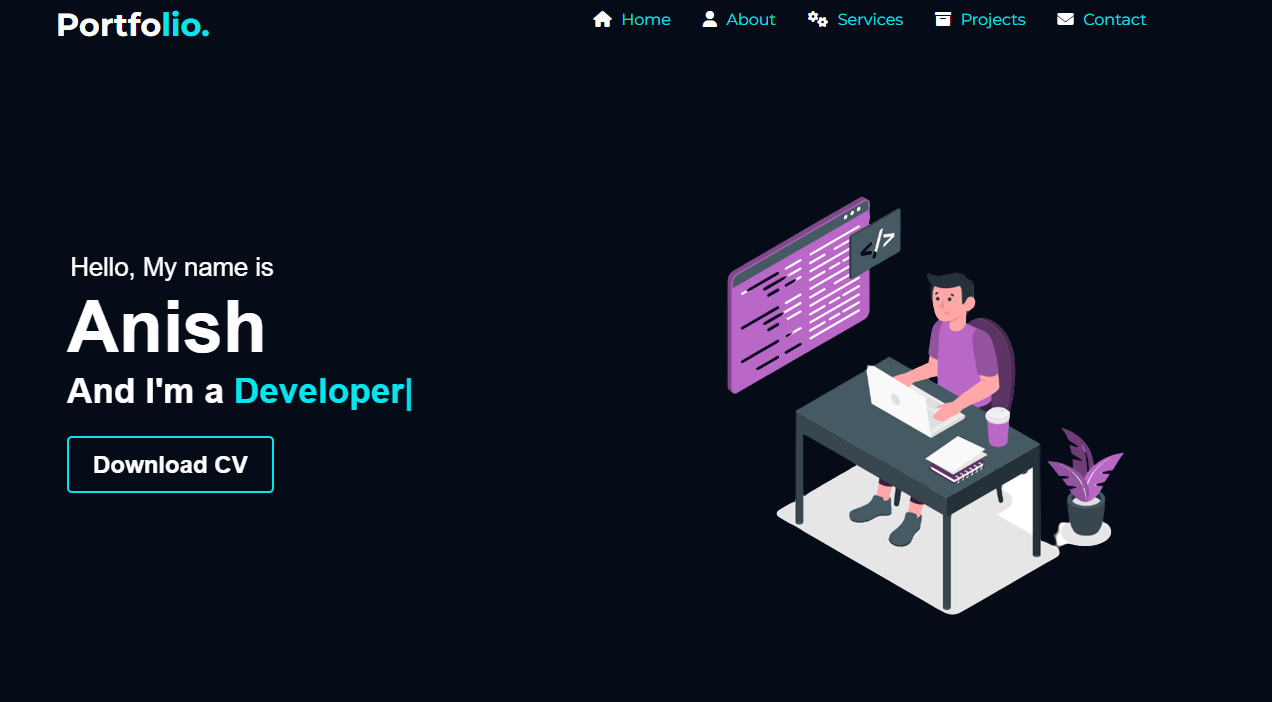 Portfolio.
Home About Services Projects Contact
Hello, My name is
Anish
And I'm a Developer|
Download CV
</>